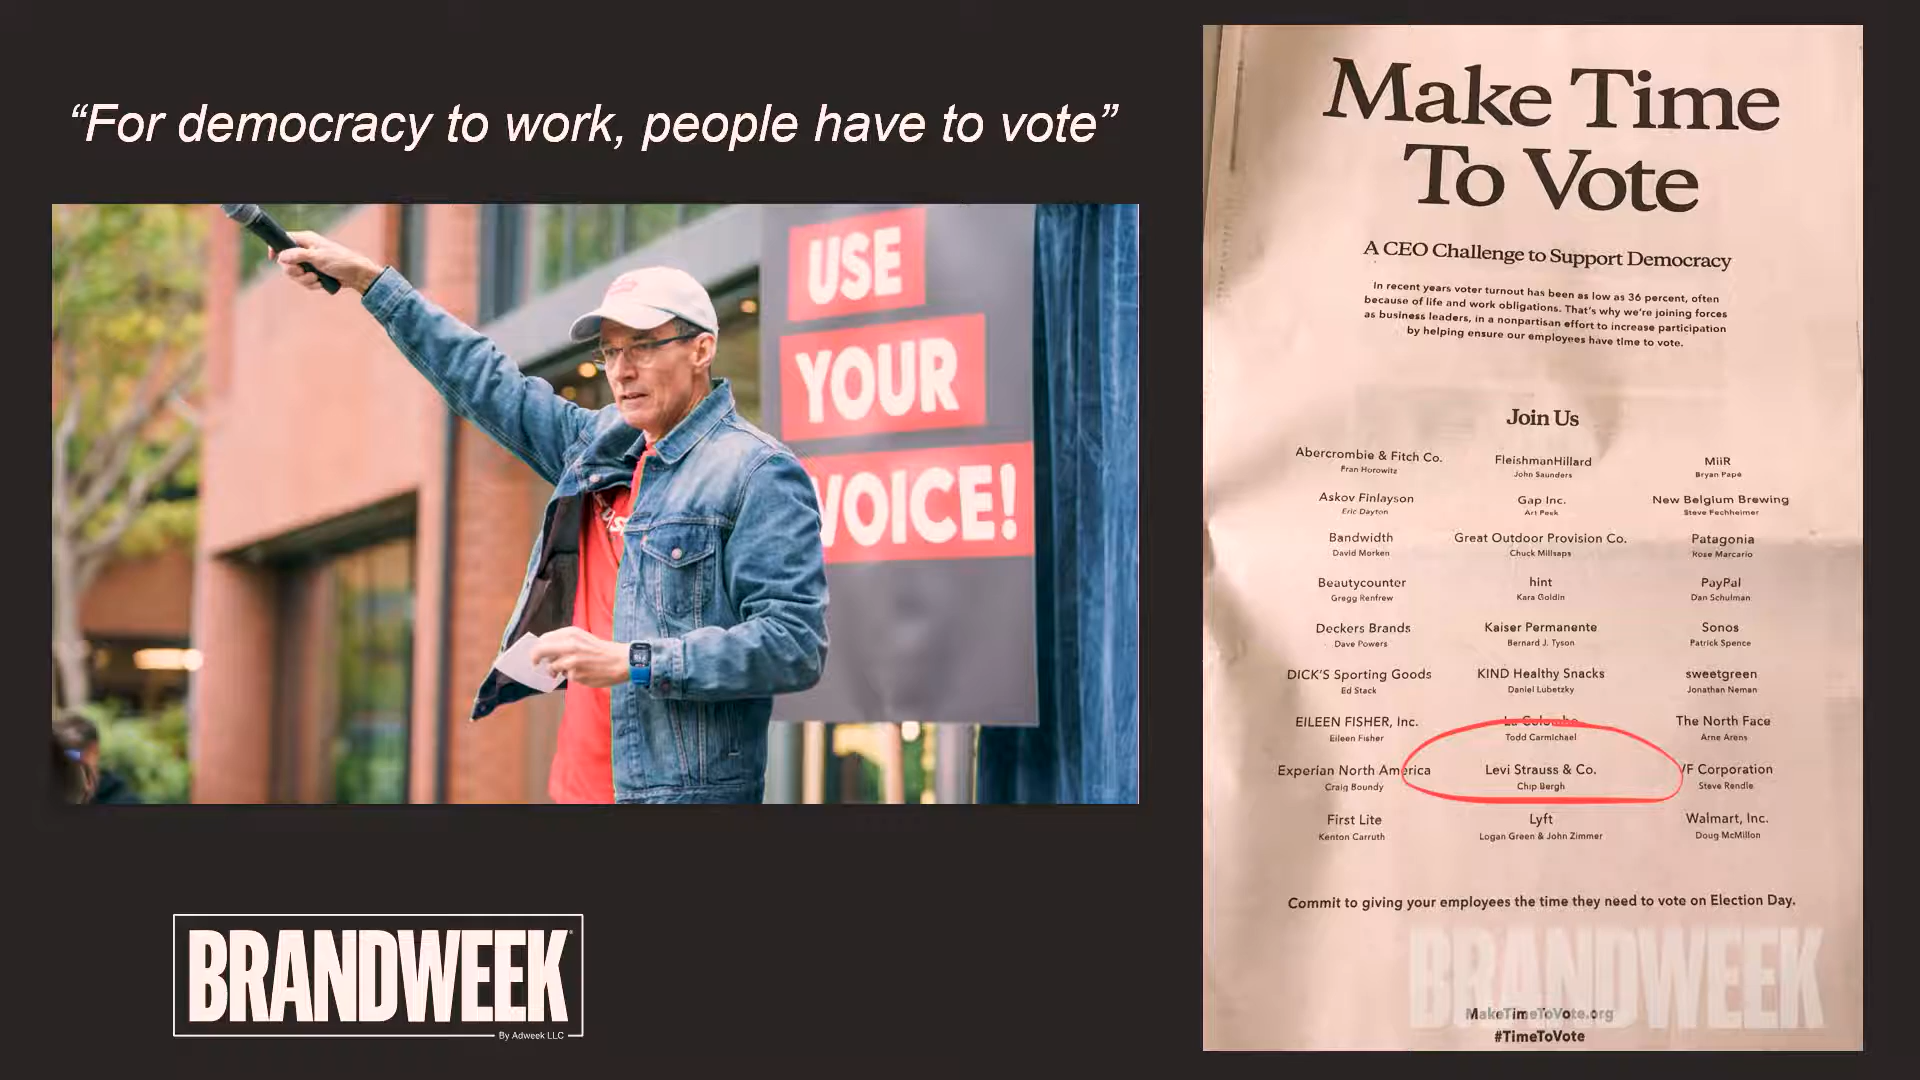 “For democracy to work, people have to vote”
USE
YOUR
VOICE!
BRANDWEEK
By Adweek LLC
Make Time
To Vote
A CEO Challenge to Support Democracy
In recent years voter turnout has been as low as 36 percent, often
because of life and work obligations. That's why we're joining forces
as business leaders, in a nonpartisan effort to increase participation
by helping ensure our employees have time to vote.
Join Us
Abercrombie & Fitch Co.
Fran Horowitz
Askov Finlayson
Eric Dayton
Bandwidth
David Morken
Beautycounter
Gregg Renfrew
Deckers Brands
Dave Powers
DICK'S Sporting Goods
Ed Stack
EILEEN FISHER, Inc.
Eileen Fisher
Experian North America
Craig Boundy
First Lite
Kenton Carruth
FleishmanHillard
John Saunders
Gap Inc.
Art Peck
Great Outdoor Provision Co.
Chuck Millsaps
hint
Kara Goldin
Kaiser Permanente
Bernard J. Tyson
KIND Healthy Snacks
Daniel Lubetzky
La Colombe
Todd Carmichael
Levi Strauss & Co.
Chip Bergh
Lyft
Logan Green & John Zimmer
MiiR
Bryan Pape
New Belgium Brewing
Steve Fechheimer
Patagonia
Rose Marcario
PayPal
Dan Schulman
Sonos
Patrick Spence
sweetgreen
Jonathan Neman
The North Face
Arne Arens
VF Corporation
Steve Rendle
Walmart, Inc.
Doug McMillon
Commit to giving your employees the time they need to vote on Election Day.
BRANDWEEK
MakeTimeToVote.org
#TimeToVote